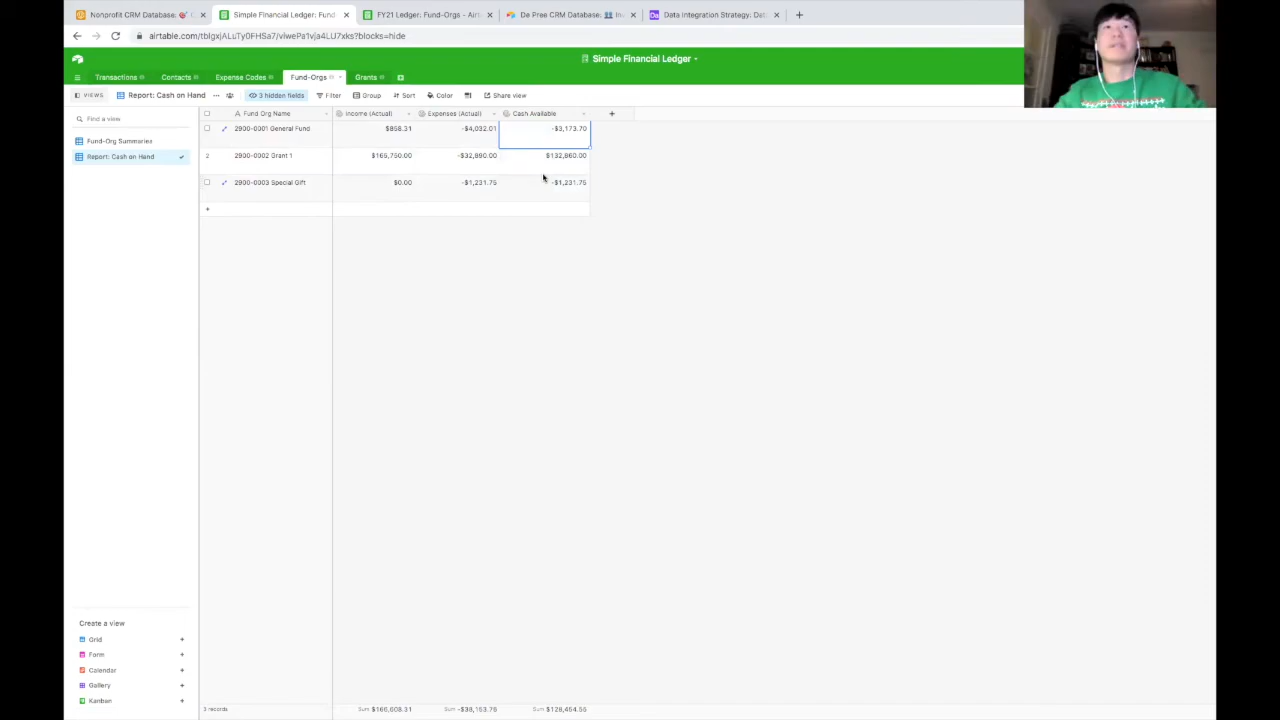 Nonprofit CRM Database:
Simple Financial Ledger: Fund-
FY21 Ledger: Fund-Orgs - Airt
De Pree CRM Database:
Data Integration Strategy: Dat
airtable.com/tblgxjALuTy0FHSa7/viwePa1vja4LU7xks?blocks=hide
Simple Financial Ledger
Transactions
Contacts
Expense Codes
Fund-Orgs
Grants
VIEWS
Report: Cash on Hand
3 hidden fields
Filter
Group
Sort
Color
Share view
Find a view
Fund-Org Summaries
Report: Cash on Hand
Fund Org Name
Income (Actual)
Expenses (Actual)
Cash Available
2900-0001 General Fund $858.31 -$4,032.01 -$3,173.70
2 2900-0002 Grant 1 $165,750.00 -$32,890.00 $132,860.00
2900-0003 Special Gift $0.00 -$1,231.75 -$1,231.75
Create a view
Grid
Form
Calendar
Gallery
Kanban
3 records Sum $166,608.31 Sum -$38,153.76 Sum $128,454.55